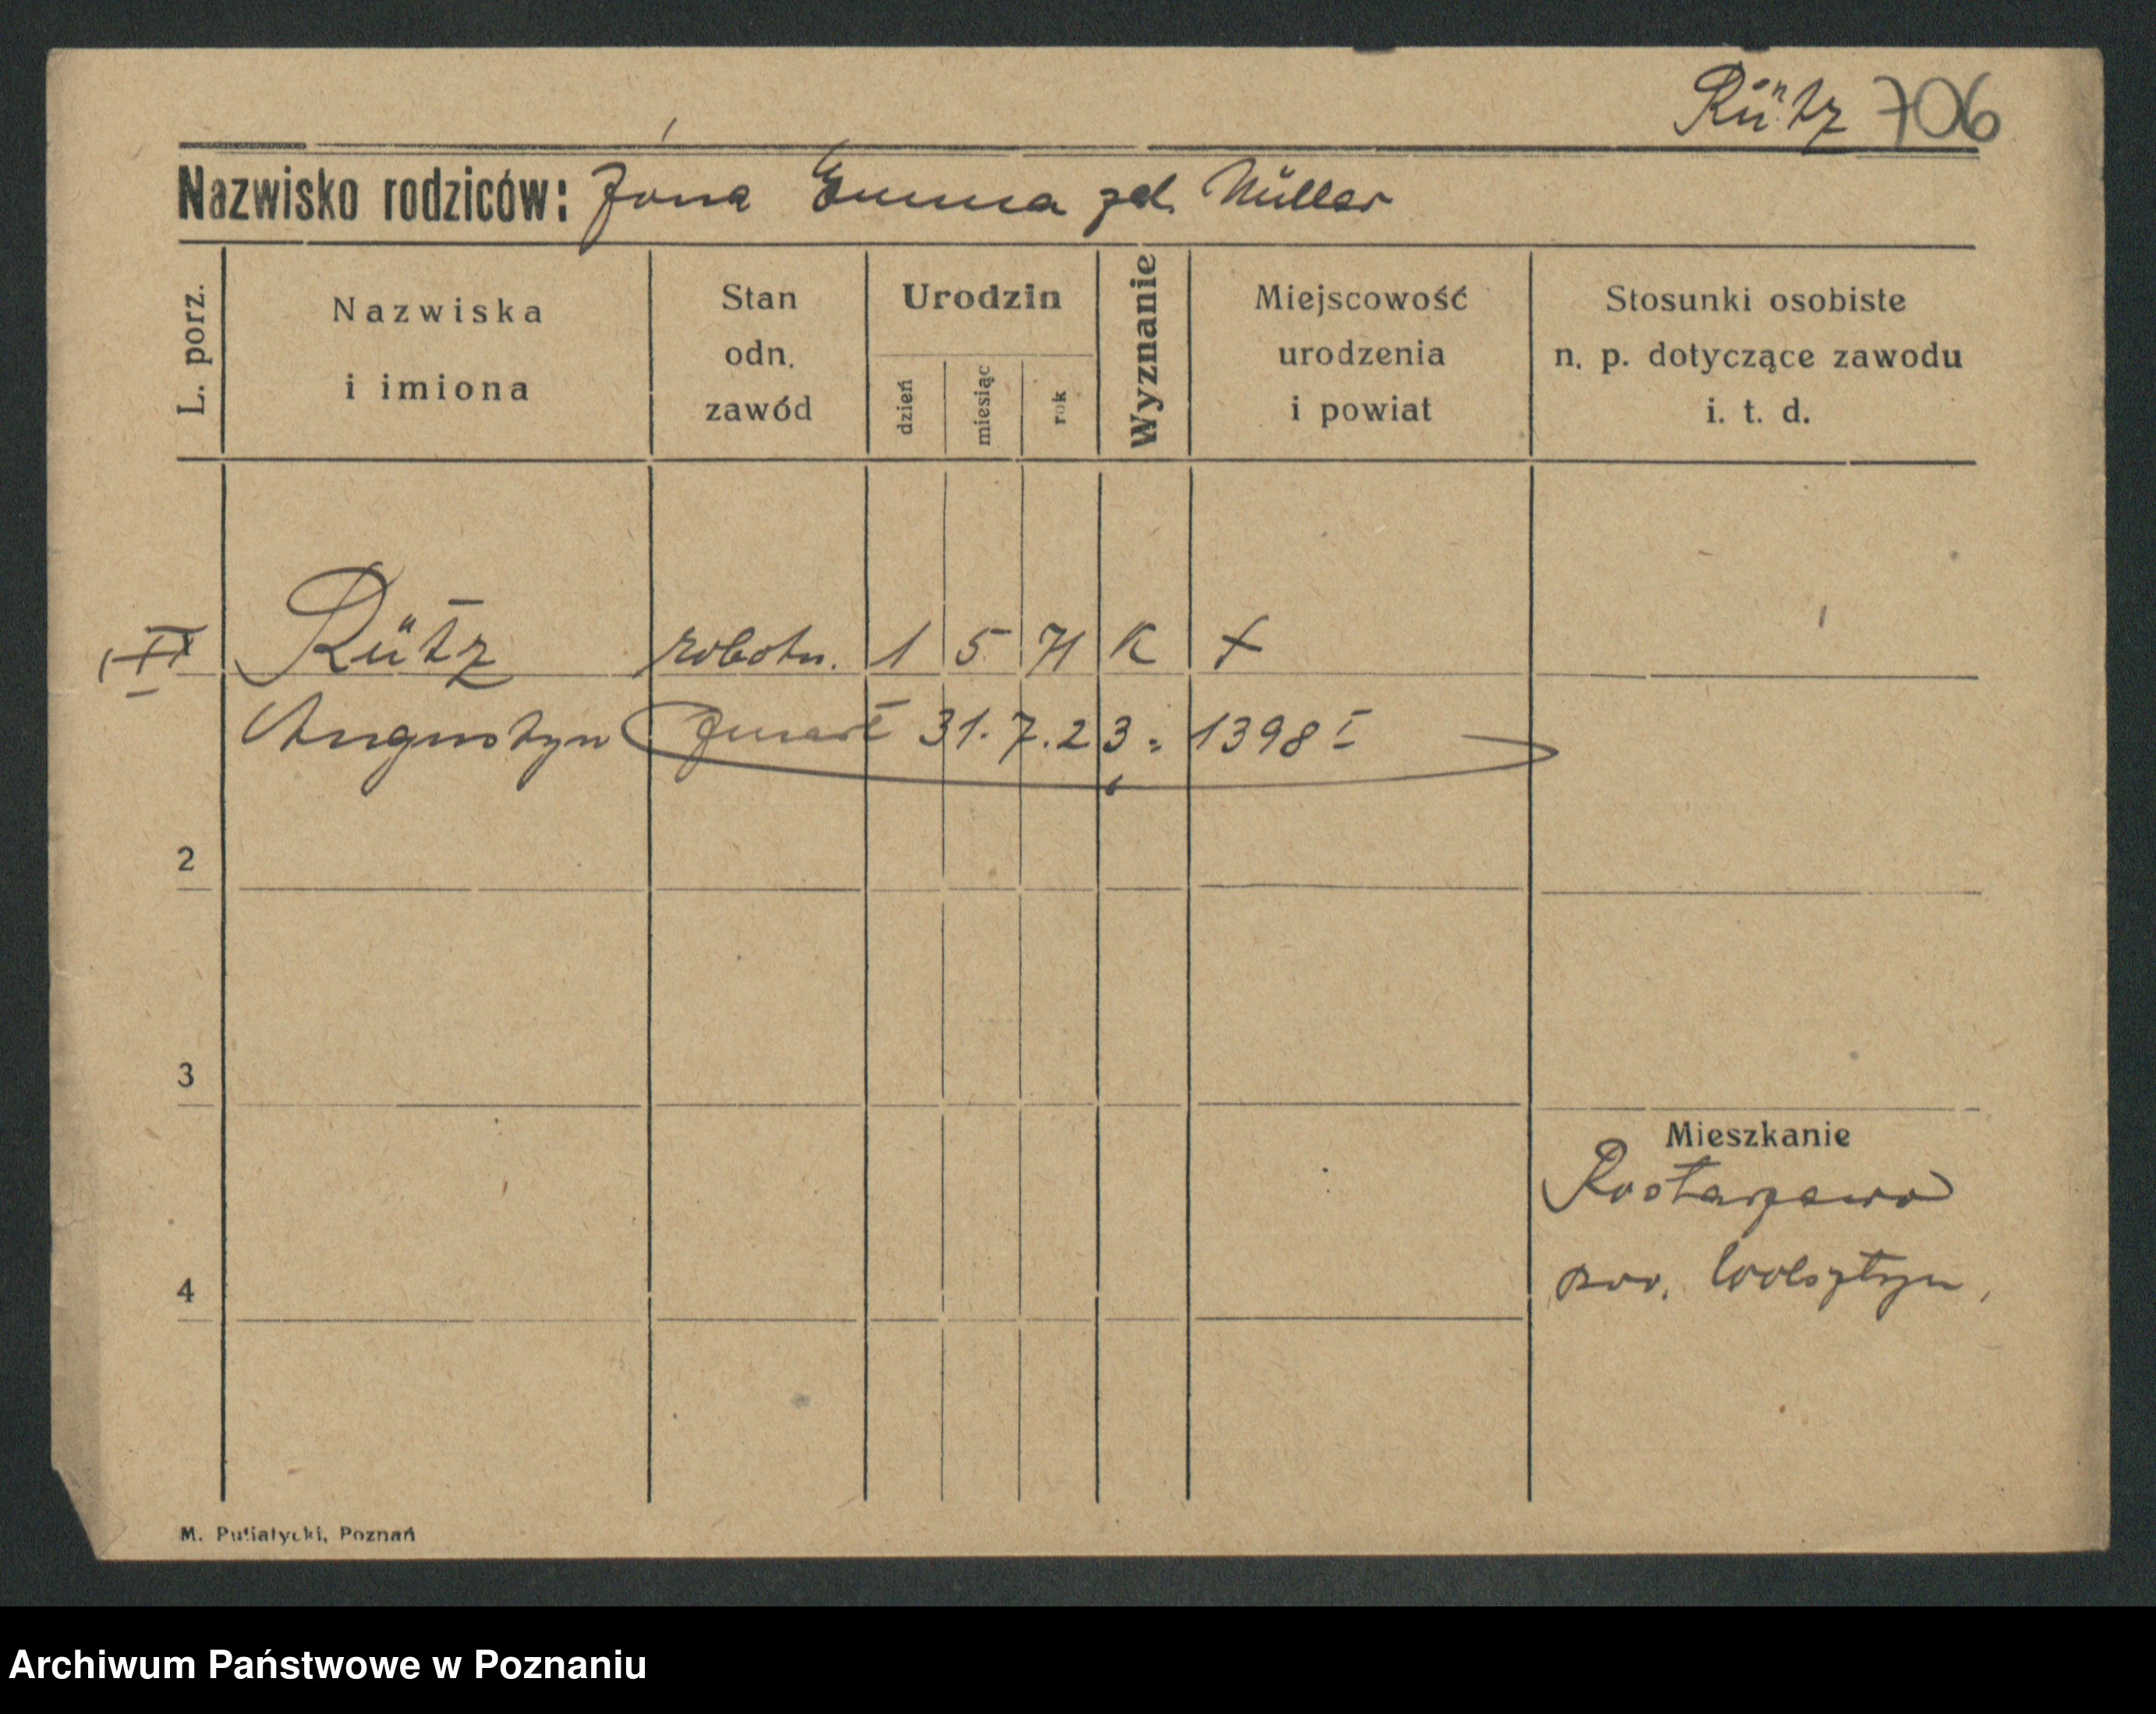 Rütz 706
Nazwisko rodziców: żona Emma zd. Müller
L. porz.
Nazwiska
i imiona
Stan
odn.
zawód
Urodzin
dzień
miesiąc
rok
Wyznanie
Miejscowość
urodzenia
i powiat
Stosunki osobiste
n. p. dotyczące zawodu
i. t. d.
Rütz robotn. 1 5 71 K
Augustyn zmarł 31.7.23 = 1398 I
2
3
4
Mieszkanie
Rostarzewo
pow. Wolsztyn,
M. Putiatycki, Poznań
Archiwum Państwowe w Poznaniu